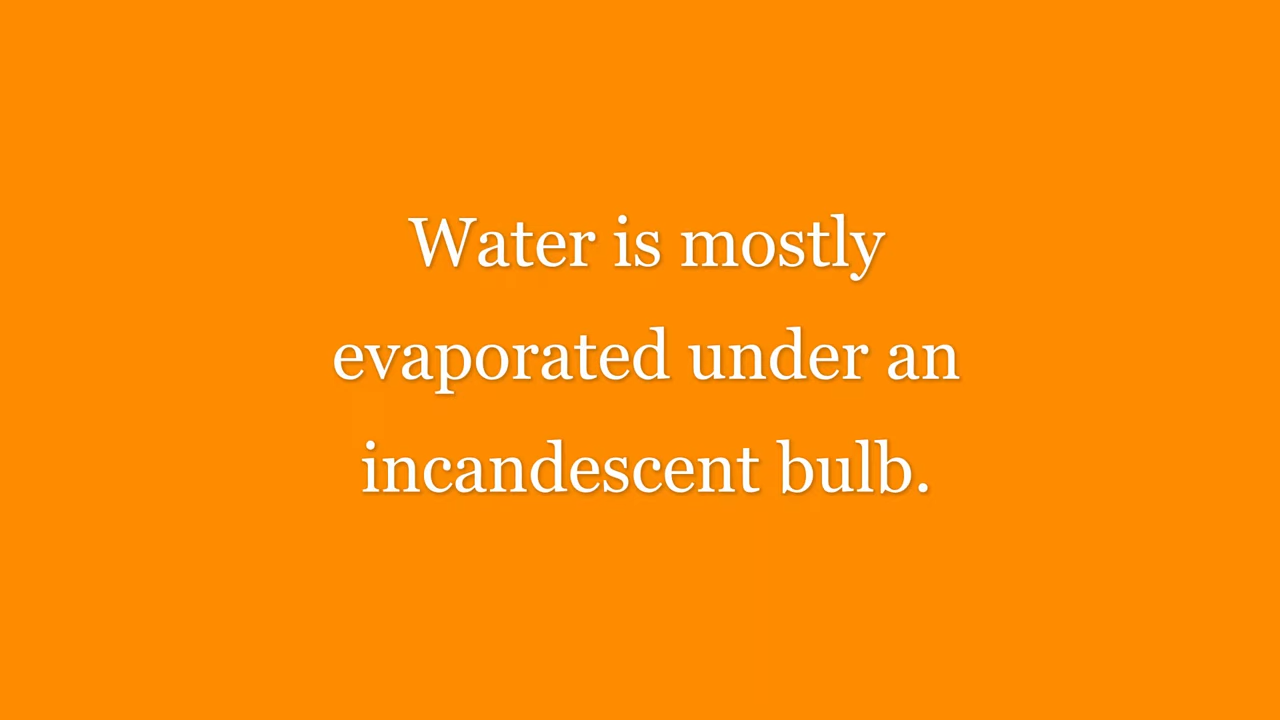 Water is mostly
evaporated under an
incandescent bulb.